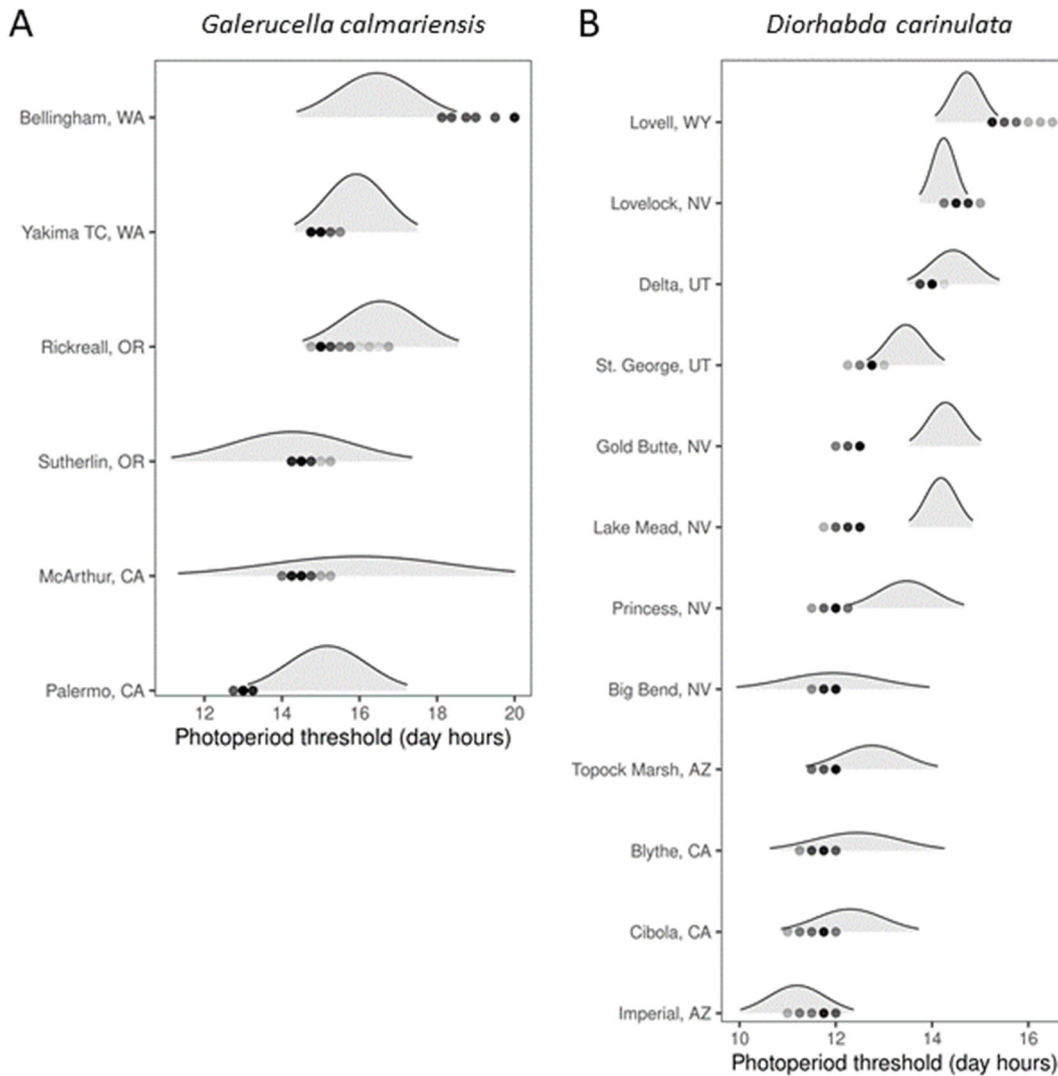 A
Galerucella calmariensis
Bellingham, WA
Yakima TC, WA
Rickreall, OR
Sutherlin, OR
McArthur, CA
Palermo, CA
12 14 16 18 20
Photoperiod threshold (day hours)
B
Diorhabda carinulata
Lovell, WY
Lovelock, NV
Delta, UT
St. George, UT
Gold Butte, NV
Lake Mead, NV
Princess, NV
Big Bend, NV
Topock Marsh, AZ
Blythe, CA
Cibola, CA
Imperial, AZ
10 12 14 16
Photoperiod threshold (day hours)